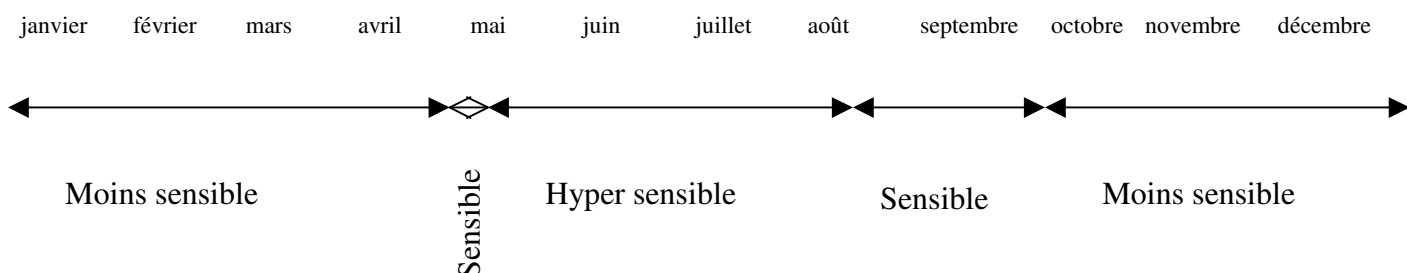 janvier février mars avril mai juin juillet août septembre octobre novembre décembre
Moins sensible Sensible Hyper sensible Sensible Moins sensible